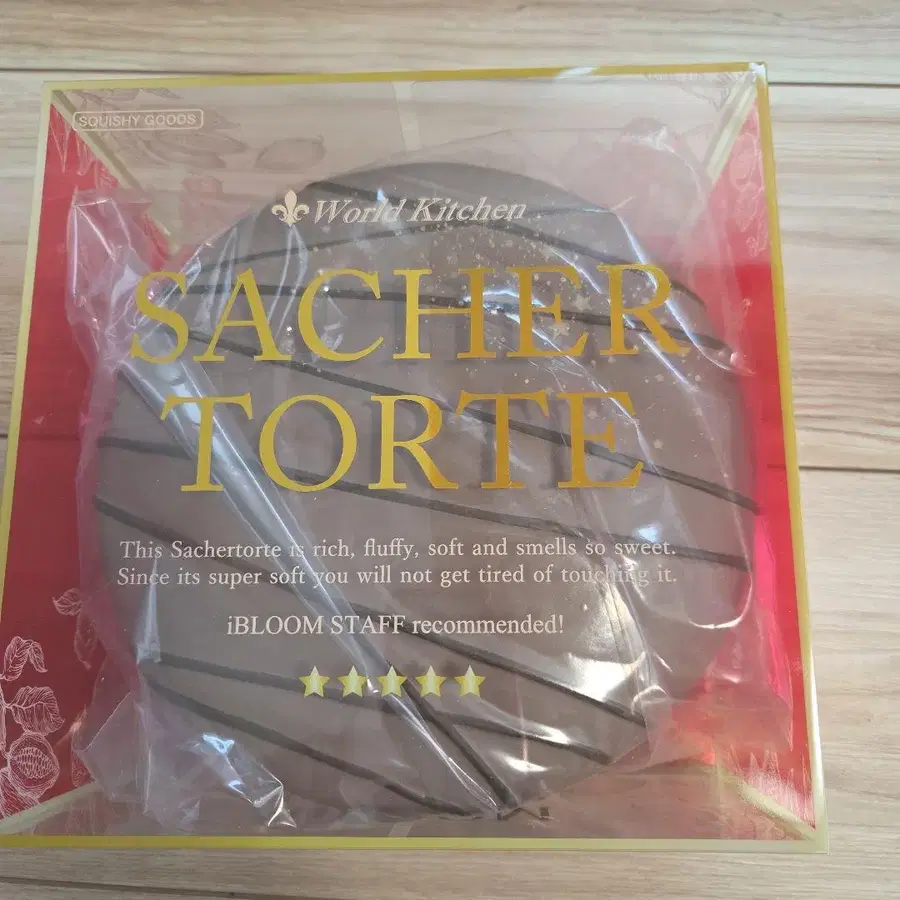 SQUISHY GOODS
World Kitchen
SACHER
TORTE
This Sachertorte is rich, fluffy, soft and smells so sweet.
Since its super soft you will not get tired of touching it.
iBLOOM STAFF recommended!